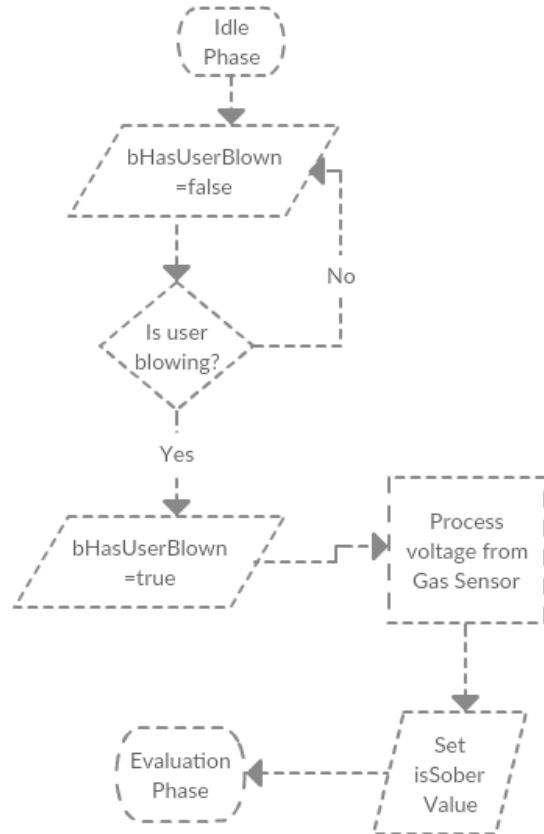 Idle
Phase
bHasUserBlown
=false
No
Is user
blowing?
Yes
bHasUserBlown
=true
Process
voltage from
Gas Sensor
Set
isSober
Value
Evaluation
Phase